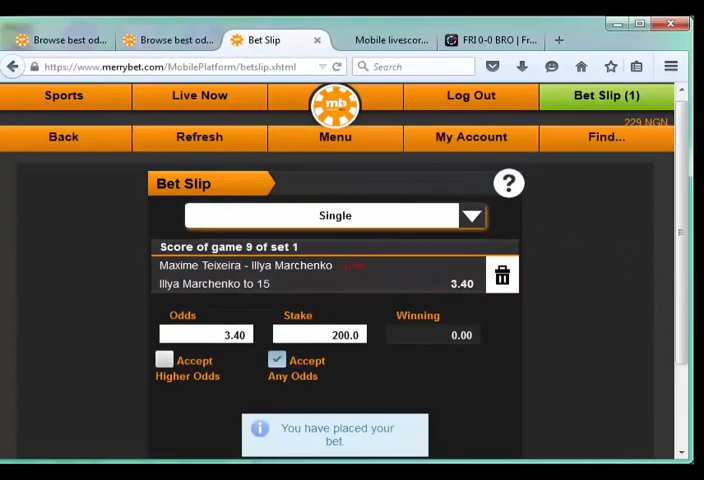 Browse best od...
Browse best od...
Bet Slip
Mobile livescor...
FRI 0-0 BRO | Fr...
https://www.merrybet.com/MobilePlatform/betslip.xhtml
Search
Sports
Live Now
mb
Log Out
Bet Slip (1)
229 NGN
Back
Refresh
Menu
My Account
Find...
Bet Slip
?
Single
Score of game 9 of set 1
Maxime Teixeira - Illya Marchenko
Illya Marchenko to 15 3.40
Odds Stake Winning
3.40 200.0 0.00
Accept Higher Odds
Accept Any Odds
You have placed your
bet.